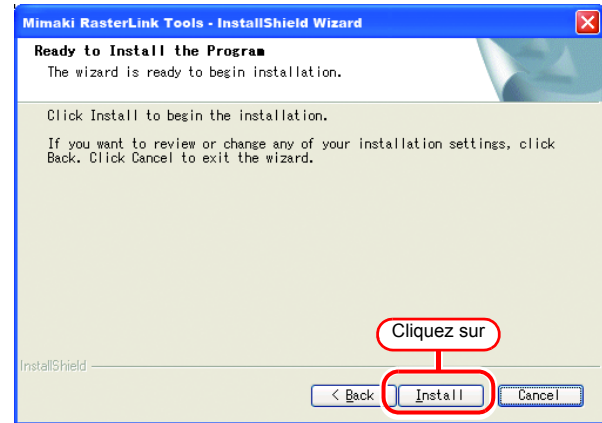 Mimaki RasterLink Tools - InstallShield Wizard
Ready to Install the Program
The wizard is ready to begin installation.
Click Install to begin the installation.
If you want to review or change any of your installation settings, click
Back. Click Cancel to exit the wizard.
Cliquez sur
InstallShield
< Back
Install
Cancel